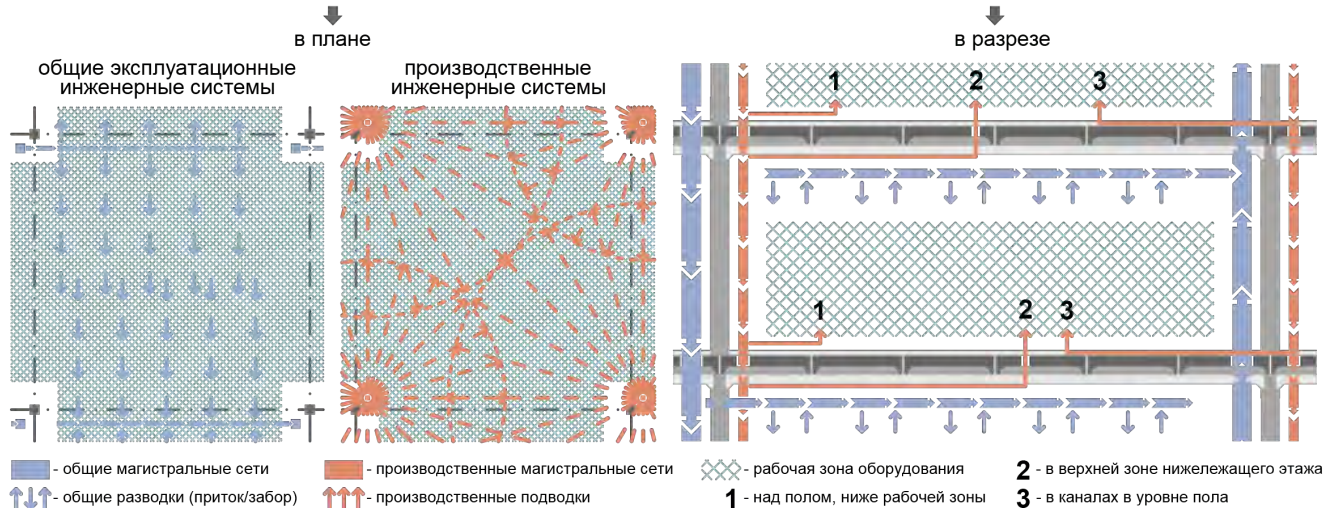 в плане
в разрезе
общие эксплуатационные
инженерные системы
производственные
инженерные системы
1
2
3
1
2
3
- общие магистральные сети
- производственные магистральные сети
- рабочая зона оборудования
2 - в верхней зоне нижележащего этажа
- общие разводки (приток/забор)
- производственные подводки
1 - над полом, ниже рабочей зоны
3 - в каналах в уровне пола